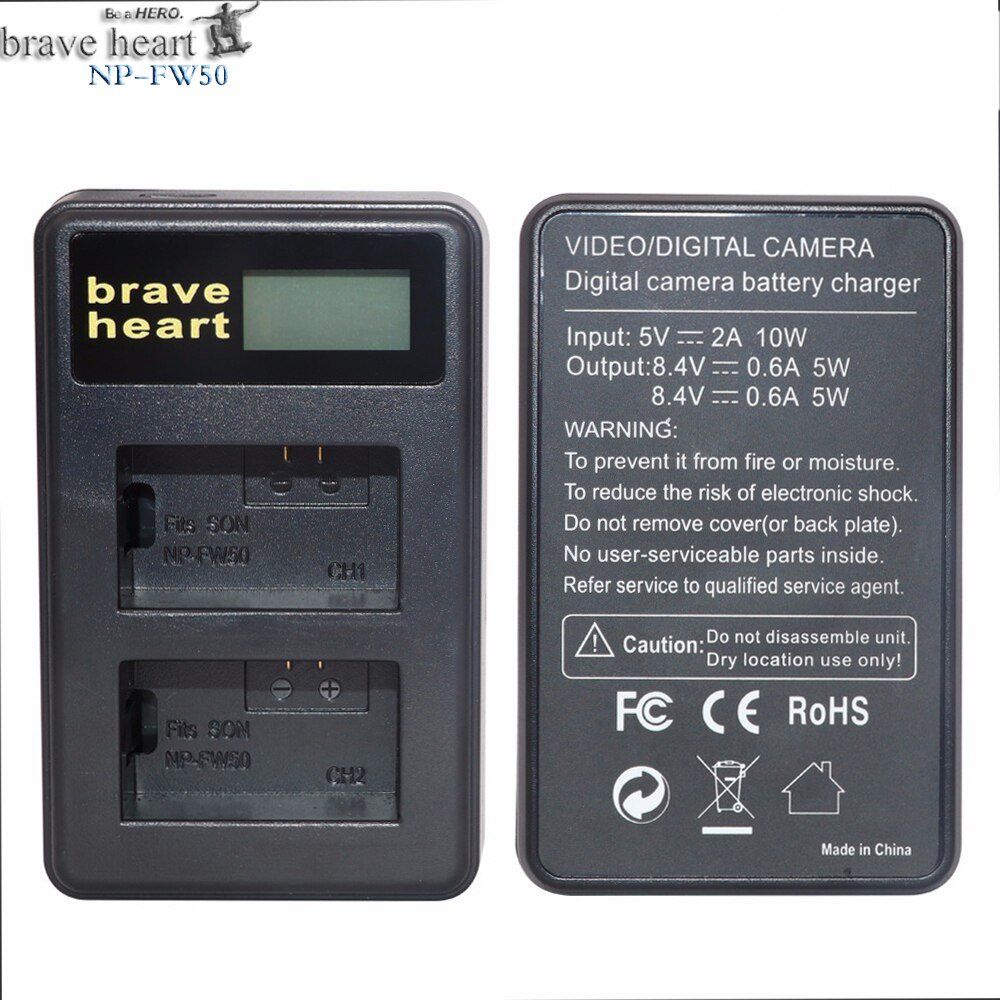 Be a HERO.
brave heart
NP-FW50
brave
heart
Fits SON
NP-FW50
CH1
Fits SON
NP-FW50
CH2
VIDEO/DIGITAL CAMERA
Digital camera battery charger
Input: 5V ⎓ 2A 10W
Output:8.4V ⎓ 0.6A 5W
8.4V ⎓ 0.6A 5W
WARNING:
To prevent it from fire or moisture.
To reduce the risk of electronic shock.
Do not remove cover(or back plate).
No user-serviceable parts inside.
Refer service to qualified service agent.
Caution: Do not disassemble unit.
Dry location use only!
FC CE RoHS
Made in China